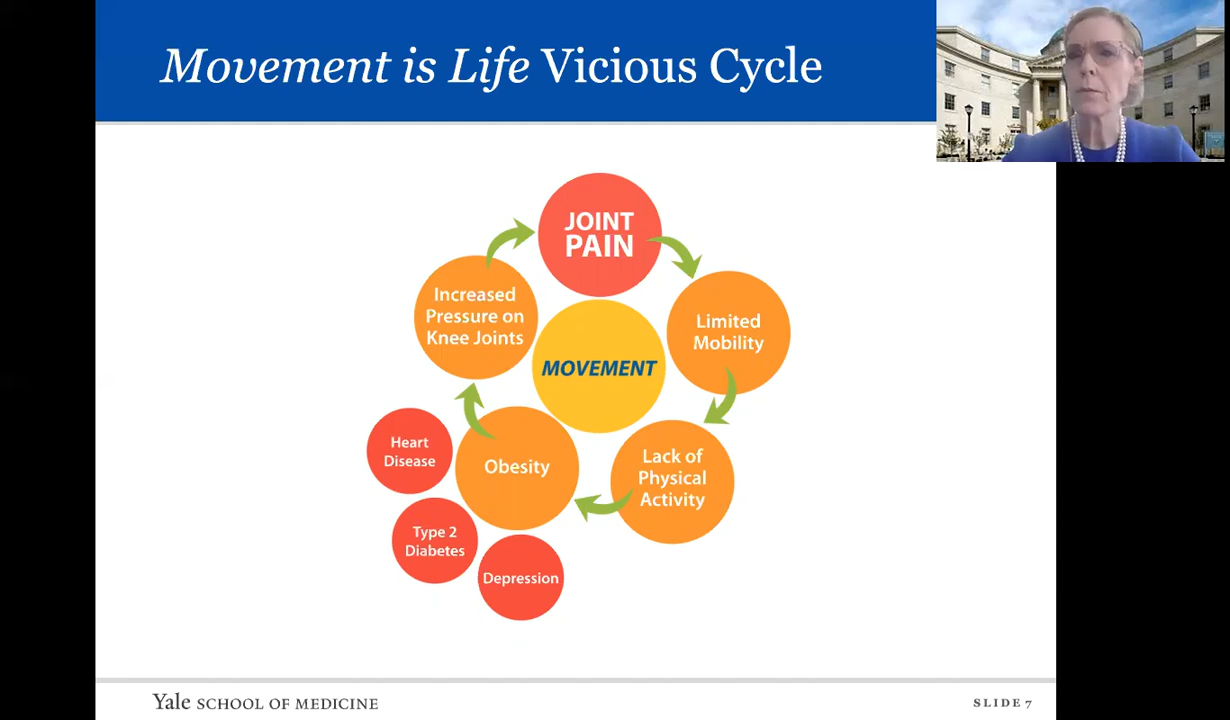 Movement is Life Vicious Cycle
JOINT
PAIN
Limited
Mobility
Lack of
Physical
Activity
Obesity
Increased
Pressure on
Knee Joints
MOVEMENT
Heart
Disease
Type 2
Diabetes
Depression
Yale SCHOOL OF MEDICINE
SLIDE 7